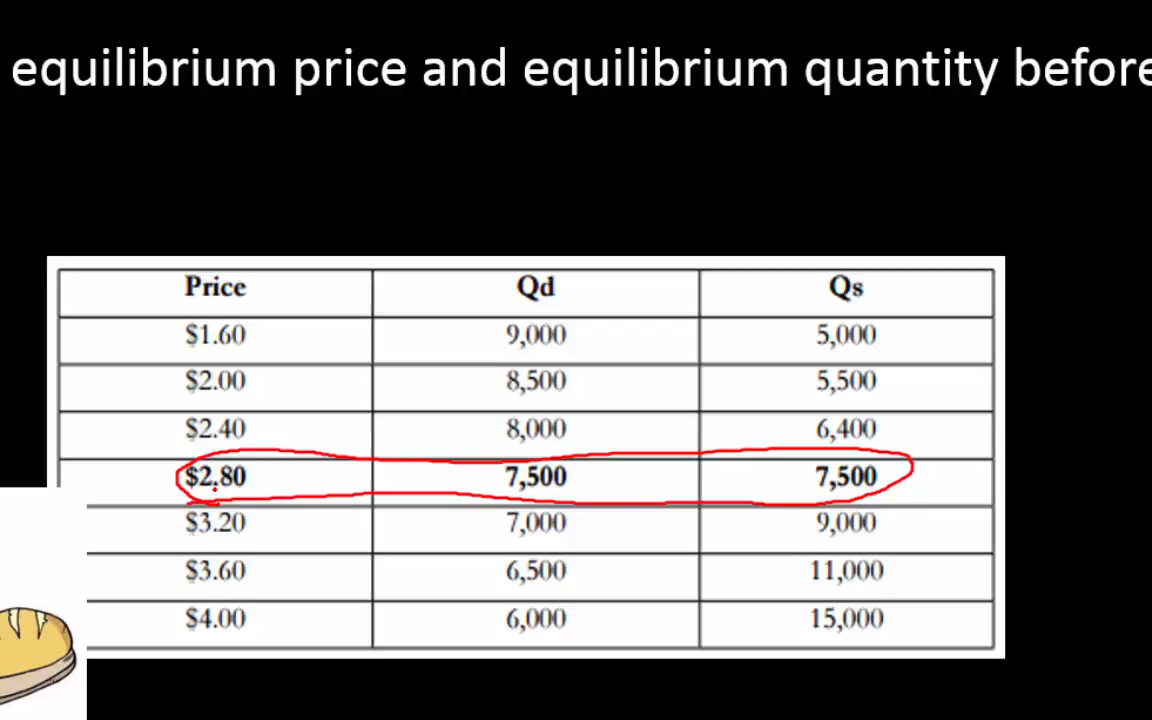 equilibrium price and equilibrium quantity before
Price Qd Qs
$1.60 9,000 5,000
$2.00 8,500 5,500
$2.40 8,000 6,400
$2.80 7,500 7,500
$3.20 7,000 9,000
$3.60 6,500 11,000
$4.00 6,000 15,000